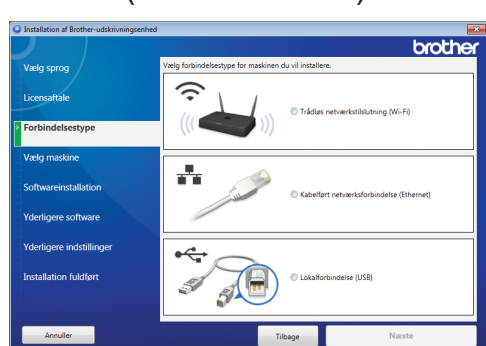 Installation af Brother-udskrivningsenhed
brother
Vælg sprog
Licensaftale
Forbindelsestype
Vælg maskine
Softwareinstallation
Yderligere software
Yderligere indstillinger
Installation fuldført
Vælg forbindelsestype for maskinen du vil installere.
Trådløs netværkstilslutning (Wi-Fi)
Kabelført netværksforbindelse (Ethernet)
Lokalforbindelse (USB)
Annuller
Tilbage
Næste